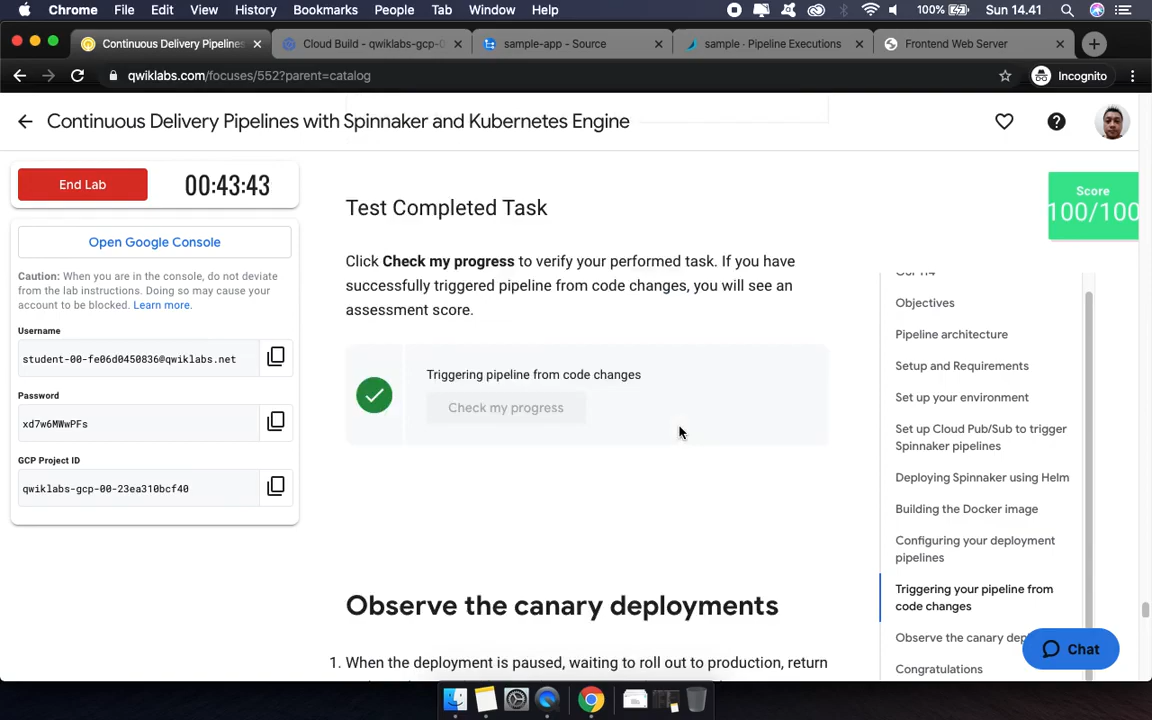 Chrome File Edit View History Bookmarks People Tab Window Help 100% Sun 14.41
Continuous Delivery Pipelines Cloud Build - qwiklabs-gcp-0 sample-app - Source sample · Pipeline Executions Frontend Web Server
qwiklabs.com/focuses/552?parent=catalog Incognito
Continuous Delivery Pipelines with Spinnaker and Kubernetes Engine
End Lab 00:43:43
Open Google Console
Caution: When you are in the console, do not deviate
from the lab instructions. Doing so may cause your
account to be blocked. Learn more.
Username
student-00-fe06d0450836@qwiklabs.net
Password
xd7w6MWwPFs
GCP Project ID
qwiklabs-gcp-00-23ea310bcf40
Test Completed Task
Click Check my progress to verify your performed task. If you have
successfully triggered pipeline from code changes, you will see an
assessment score.
Triggering pipeline from code changes
Check my progress
Observe the canary deployments
1. When the deployment is paused, waiting to roll out to production, return
Score
100/100
Objectives
Pipeline architecture
Setup and Requirements
Set up your environment
Set up Cloud Pub/Sub to trigger
Spinnaker pipelines
Deploying Spinnaker using Helm
Building the Docker image
Configuring your deployment
pipelines
Triggering your pipeline from
code changes
Observe the canary dep
Congratulations
Chat